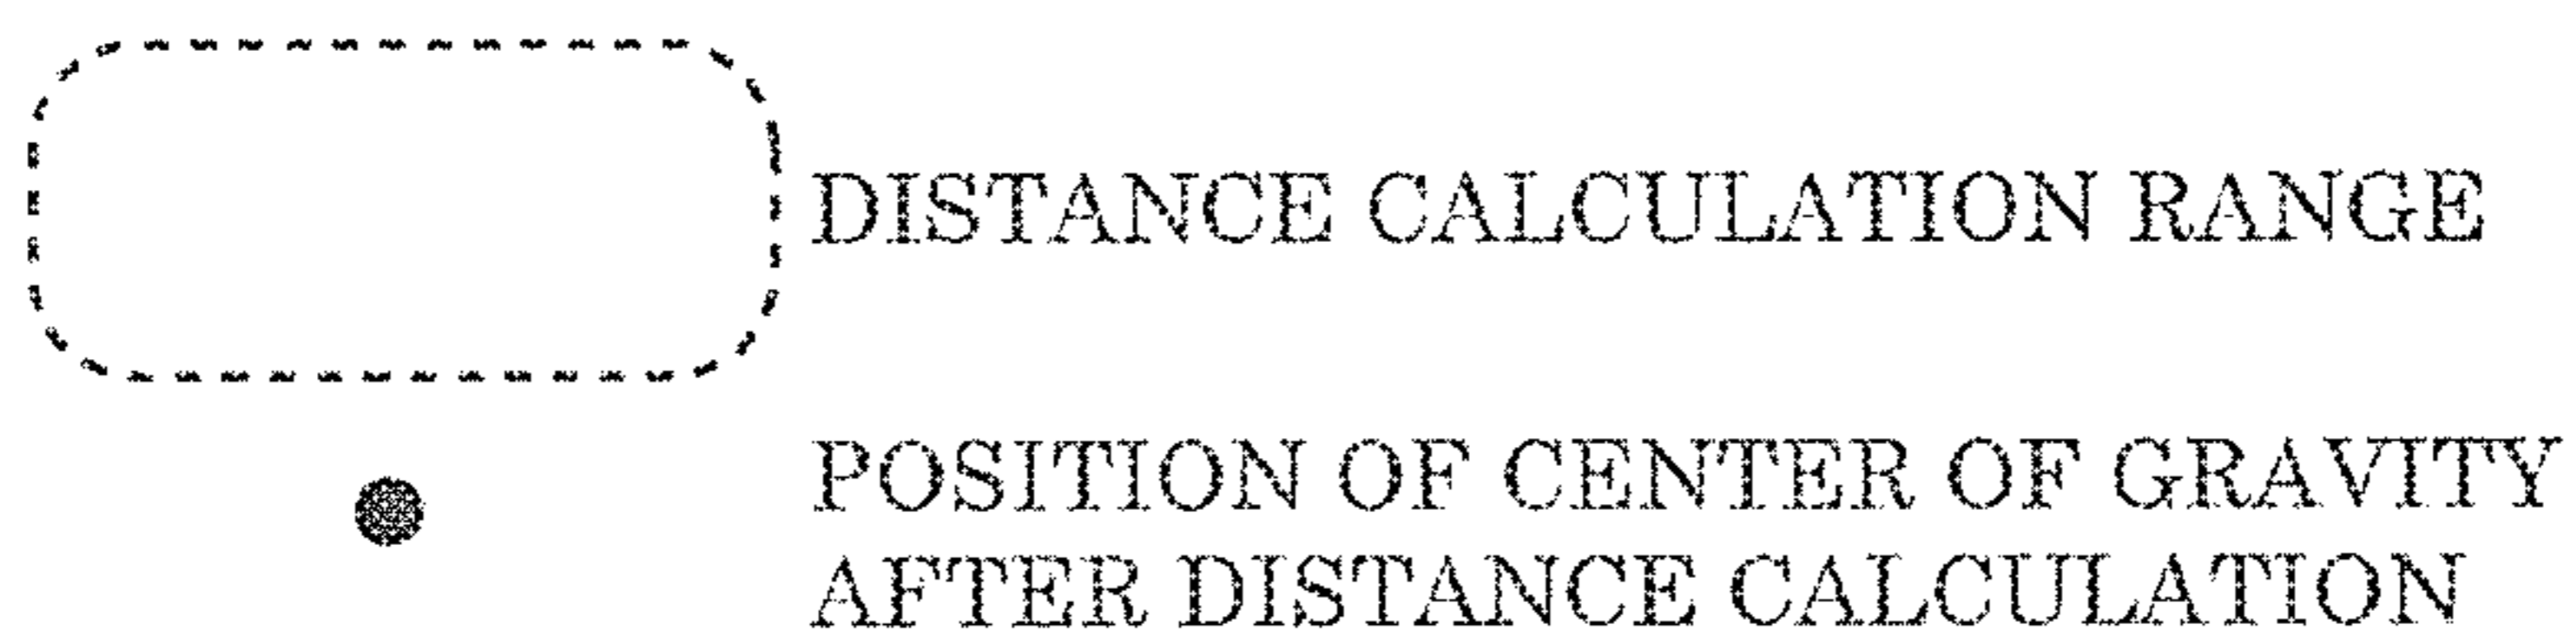 DISTANCE CALCULATION RANGE
POSITION OF CENTER OF GRAVITY
AFTER DISTANCE CALCULATION